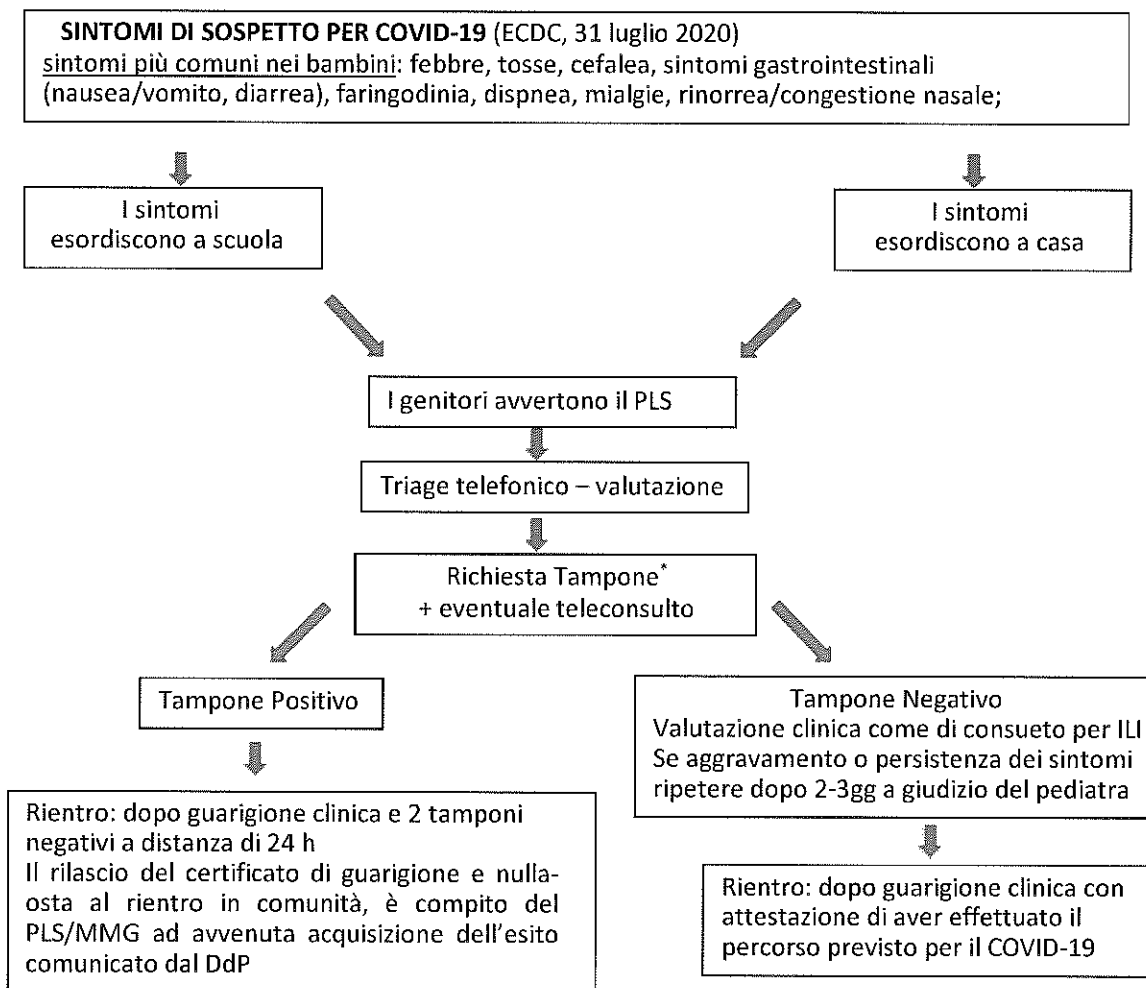 SINTOMI DI SOSPETTO PER COVID-19 (ECDC, 31 luglio 2020)
sintomi più comuni nei bambini: febbre, tosse, cefalea, sintomi gastrointestinali
(nausea/vomito, diarrea), faringodinia, dispnea, mialgie, rinorrea/congestione nasale;
I sintomi
esordiscono a scuola
I sintomi
esordiscono a casa
I genitori avvertono il PLS
Triage telefonico – valutazione
Richiesta Tampone*
+ eventuale teleconsulto
Tampone Positivo
Tampone Negativo
Valutazione clinica come di consueto per ILI
Se aggravamento o persistenza dei sintomi
ripetere dopo 2-3gg a giudizio del pediatra
Rientro: dopo guarigione clinica e 2 tamponi
negativi a distanza di 24 h
Il rilascio del certificato di guarigione e nulla-
osta al rientro in comunità, è compito del
PLS/MMG ad avvenuta acquisizione dell'esito
comunicato dal DdP
Rientro: dopo guarigione clinica con
attestazione di aver effettuato il
percorso previsto per il COVID-19